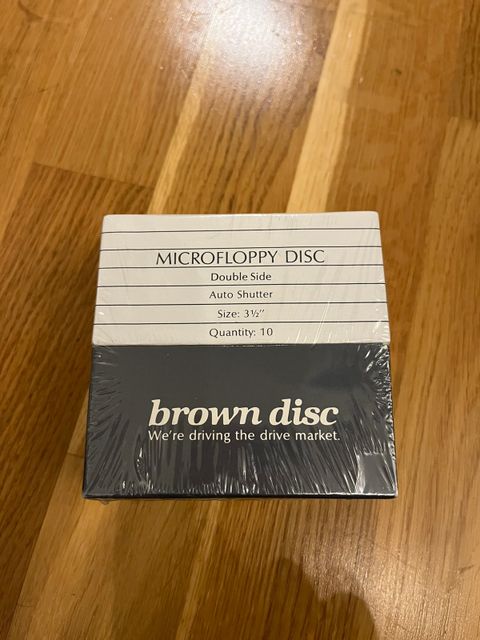 MICROFLOPPY DISC
Double Side
Auto Shutter
Size: 3½"
Quantity: 10
brown disc
We're driving the drive market.